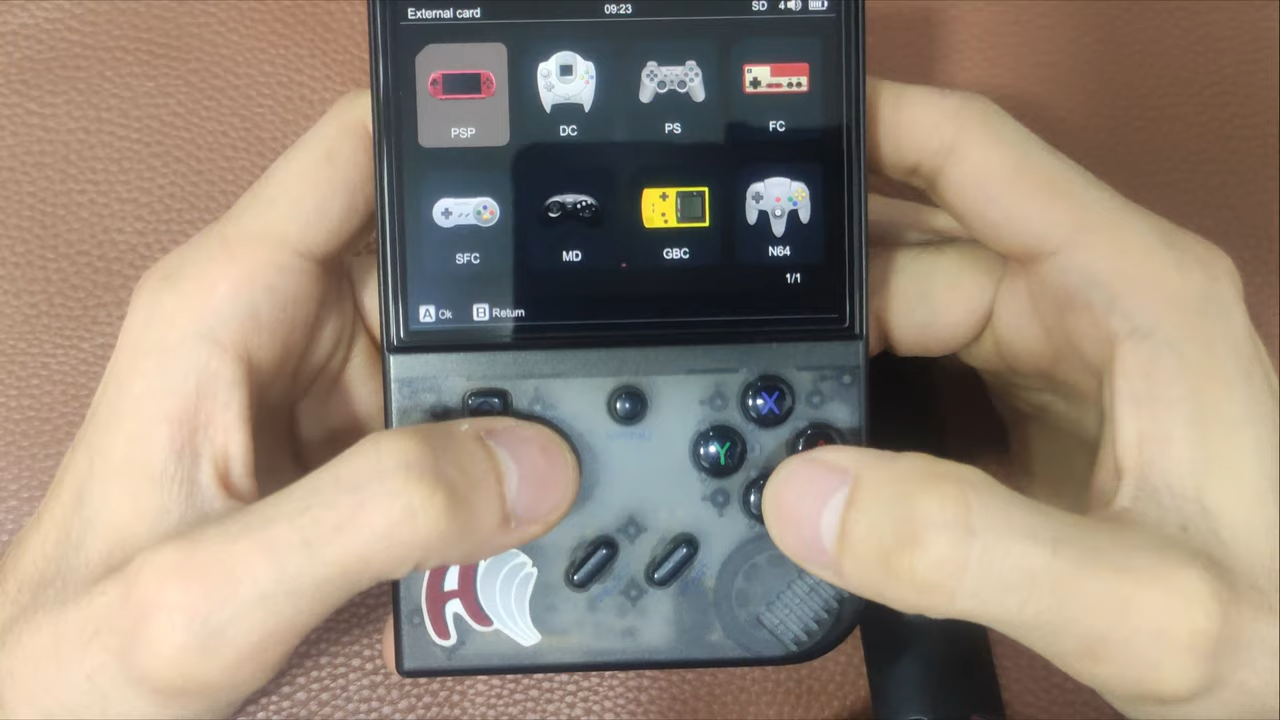 External card 09:23 SD 4
PSP DC PS FC
SFC MD GBC N64
1/1
A Ok B Return
X
Y
H